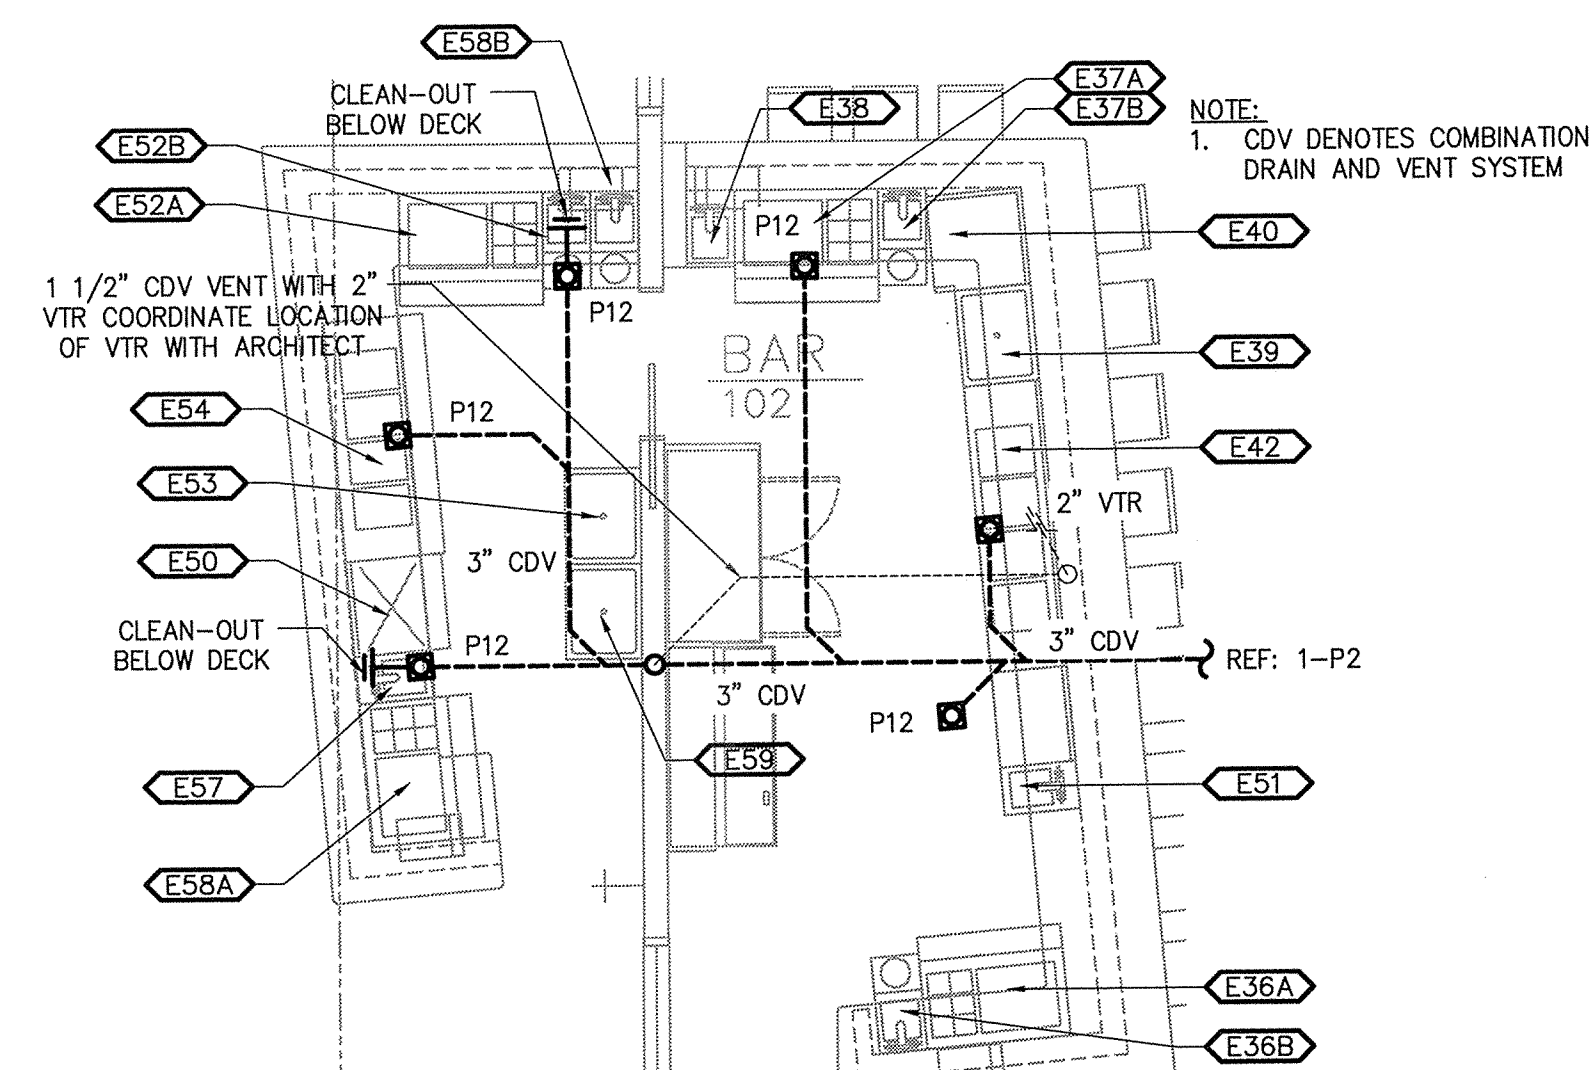 E58B
CLEAN-OUT
BELOW DECK
E37A
E38
E37B
NOTE:
1. CDV DENOTES COMBINATION
DRAIN AND VENT SYSTEM
E52B
E52A
P12
E40
1 1/2" CDV VENT WITH 2"
VTR COORDINATE LOCATION
OF VTR WITH ARCHITECT
P12
BAR
102
E39
E54
P12
E42
E53
2" VTR
3" CDV
E50
CLEAN-OUT
BELOW DECK
P12
3" CDV
REF: 1-P2
3" CDV
P12
E57
E59
E51
E58A
E36A
E36B